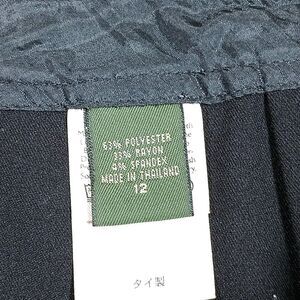 63% POLYESTER
33% RAYON
4% SPANDEX
MADE IN THAILAND
12
タイ製